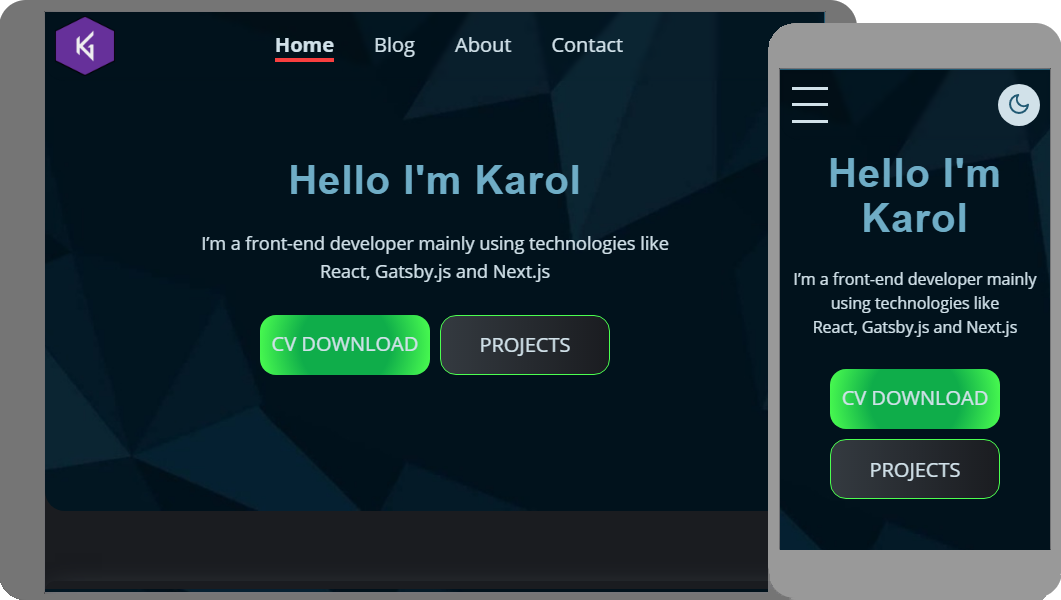 Home Blog About Contact
Hello I'm Karol
I'm a front-end developer mainly using technologies like
React, Gatsby.js and Next.js
CV DOWNLOAD PROJECTS
Hello I'm
Karol
I'm a front-end developer mainly
using technologies like
React, Gatsby.js and Next.js
CV DOWNLOAD
PROJECTS